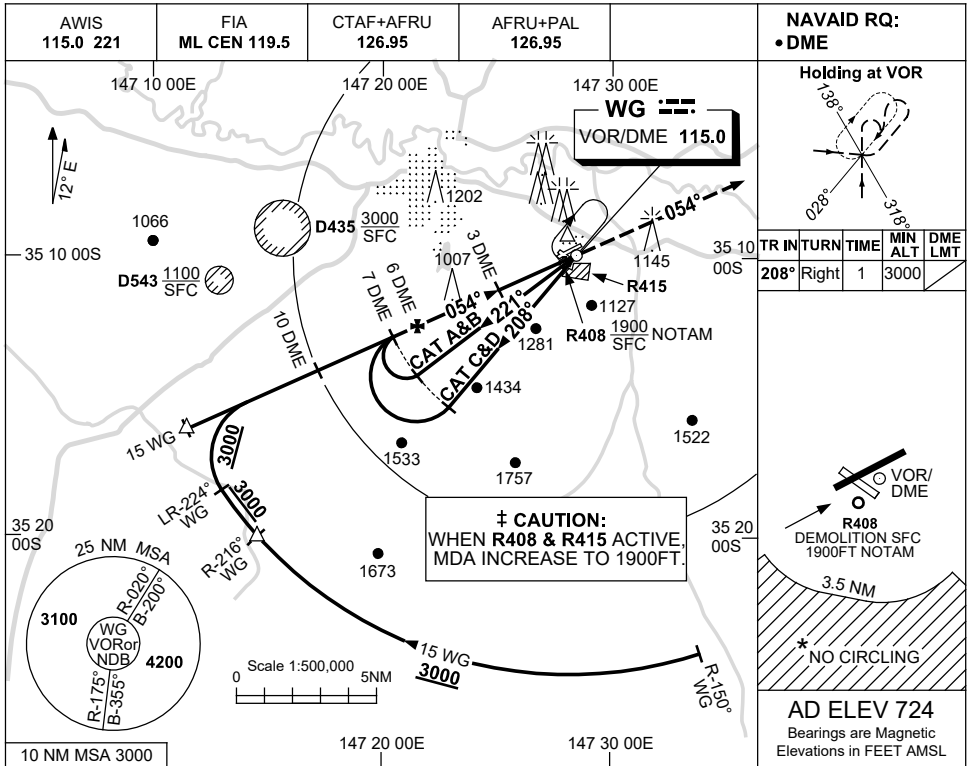 AWIS
115.0 221
FIA
ML CEN 119.5
CTAF+AFRU
126.95
AFRU+PAL
126.95
NAVAID RQ:
• DME
147 10 00E
147 20 00E
147 30 00E
Holding at VOR
138°
028°
318°
WG
VOR/DME 115.0
12° E
1066
D435 3000
SFC
D543 1100
SFC
1202
1007
3 DME
6 DME
7 DME
10 DME
054°
054°
1145
35 10
00S
35 10
00S
R415
1127
R408 1900 NOTAM
SFC
1281
CAT A&B 221°
CAT C&D 208°
1434
1533
1757
1522
15 WG
3000
3000
LR-224°
WG
R-216°
WG
1673
‡ CAUTION:
WHEN R408 & R415 ACTIVE,
MDA INCREASE TO 1900FT.
35 20
00S
35 20
00S
15 WG
3000
R-150°
WG
25 NM MSA
R-020°
B-200°
3100
WG
VORor
NDB
4200
R-175°
B-355°
Scale 1:500,000
0 5NM
10 NM MSA 3000
147 20 00E
147 30 00E
TR IN TURN TIME MIN ALT DME LMT
208° Right 1 3000
VOR/
DME
R408
DEMOLITION SFC
1900FT NOTAM
3.5 NM
* NO CIRCLING
AD ELEV 724
Bearings are Magnetic
Elevations in FEET AMSL